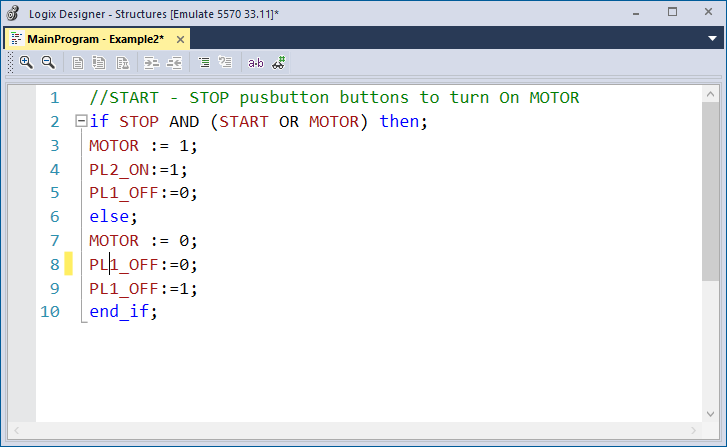 Logix Designer - Structures [Emulate 5570 33.11]*
MainProgram - Example2*
a‹b
1 //START - STOP pusbutton buttons to turn On MOTOR
2 if STOP AND (START OR MOTOR) then;
3 MOTOR := 1;
4 PL2_ON:=1;
5 PL1_OFF:=0;
6 else;
7 MOTOR := 0;
8 PL1_OFF:=0;
9 PL1_OFF:=1;
10 end_if;